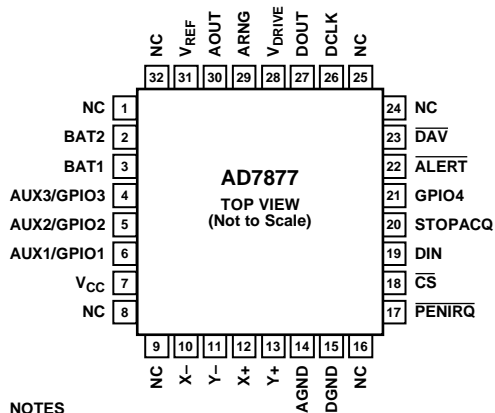 NC
V_REF
AOUT
ARNG
V_DRIVE
DOUT
DCLK
NC
32
31
30
29
28
27
26
25
NC 1
BAT2 2
BAT1 3
AUX3/GPIO3 4
AUX2/GPIO2 5
AUX1/GPIO1 6
V_CC 7
NC 8
AD7877
TOP VIEW
(Not to Scale)
24 NC
23 DAV
22 ALERT
21 GPIO4
20 STOPACQ
19 DIN
18 CS
17 PENIRQ
9
10
11
12
13
14
15
16
NC
X–
Y–
X+
Y+
AGND
DGND
NC
NOTES